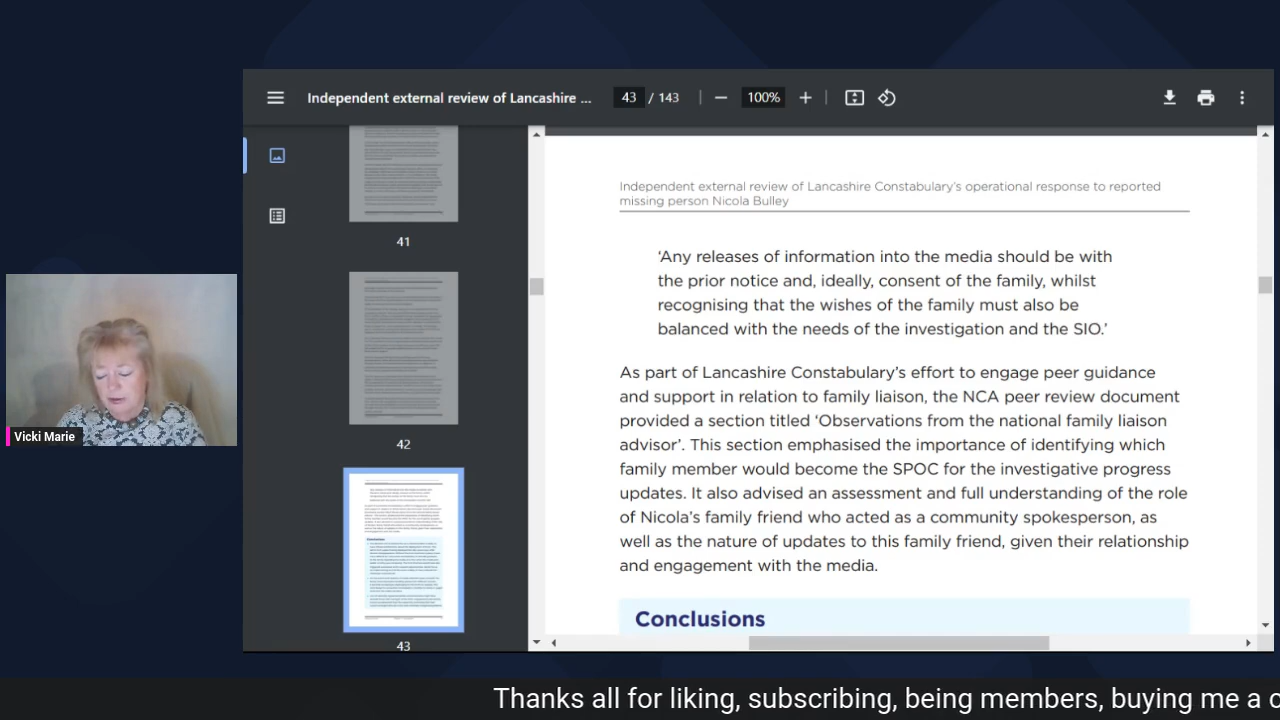 Independent external review of Lancashire ...
43 / 143
100%
41
42
43
Independent external review of Lancashire Constabulary's operational response to reported
missing person Nicola Bulley
'Any releases of information into the media should be with
the prior notice and, ideally, consent of the family, whilst
recognising that the wishes of the family must also be
balanced with the needs of the investigation and the SIO.'
As part of Lancashire Constabulary's effort to engage peer guidance
and support in relation to family liaison, the NCA peer review document
provided a section titled 'Observations from the national family liaison
advisor'. This section emphasised the importance of identifying which
family member would become the SPOC for the investigative progress
updates. It also advised assessment and full understanding of the role
of the family friend who acted as a community spokesperson, as
well as the nature of updates to this family friend, given their relationship
and engagement with the media.
Conclusions
Vicki Marie
Thanks all for liking, subscribing, being members, buying me a c